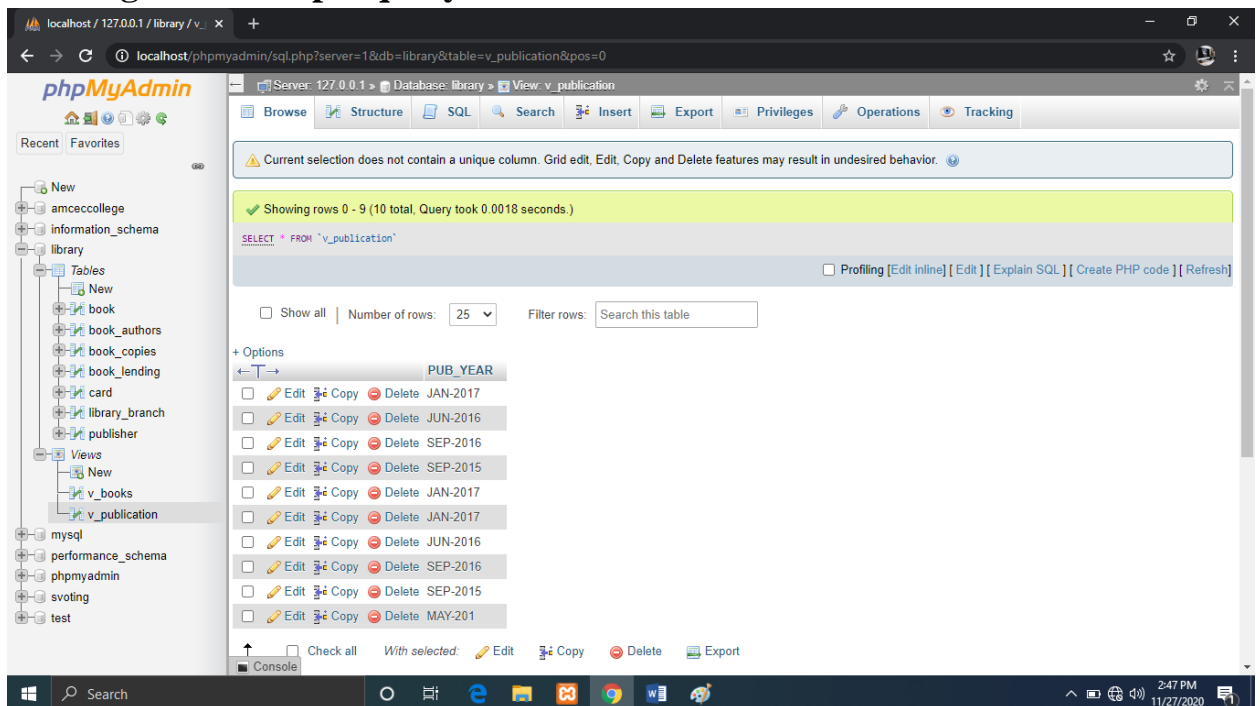 localhost / 127.0.0.1 / library / v_
localhost/phpmyadmin/sql.php?server=1&db=library&table=v_publication&pos=0
phpMyAdmin
Recent Favorites
New
amceccollege
information_schema
library
Tables
New
book
book_authors
book_copies
book_lending
card
library_branch
publisher
Views
New
v_books
v_publication
mysql
performance_schema
phpmyadmin
svoting
test
Server: 127.0.0.1 » Database: library » View: v_publication
Browse Structure SQL Search Insert Export Privileges Operations Tracking
Current selection does not contain a unique column. Grid edit, Edit, Copy and Delete features may result in undesired behavior.
Showing rows 0 - 9 (10 total, Query took 0.0018 seconds.)
SELECT * FROM `v_publication`
Profiling [Edit inline] [ Edit ] [ Explain SQL ] [ Create PHP code ] [ Refresh]
Show all | Number of rows: 25 Filter rows: Search this table
+ Options
←T→ PUB_YEAR
Edit Copy Delete JAN-2017
Edit Copy Delete JUN-2016
Edit Copy Delete SEP-2016
Edit Copy Delete SEP-2015
Edit Copy Delete JAN-2017
Edit Copy Delete JAN-2017
Edit Copy Delete JUN-2016
Edit Copy Delete SEP-2016
Edit Copy Delete SEP-2015
Edit Copy Delete MAY-201
Check all With selected: Edit Copy Delete Export
Console
Search
2:47 PM
11/27/2020